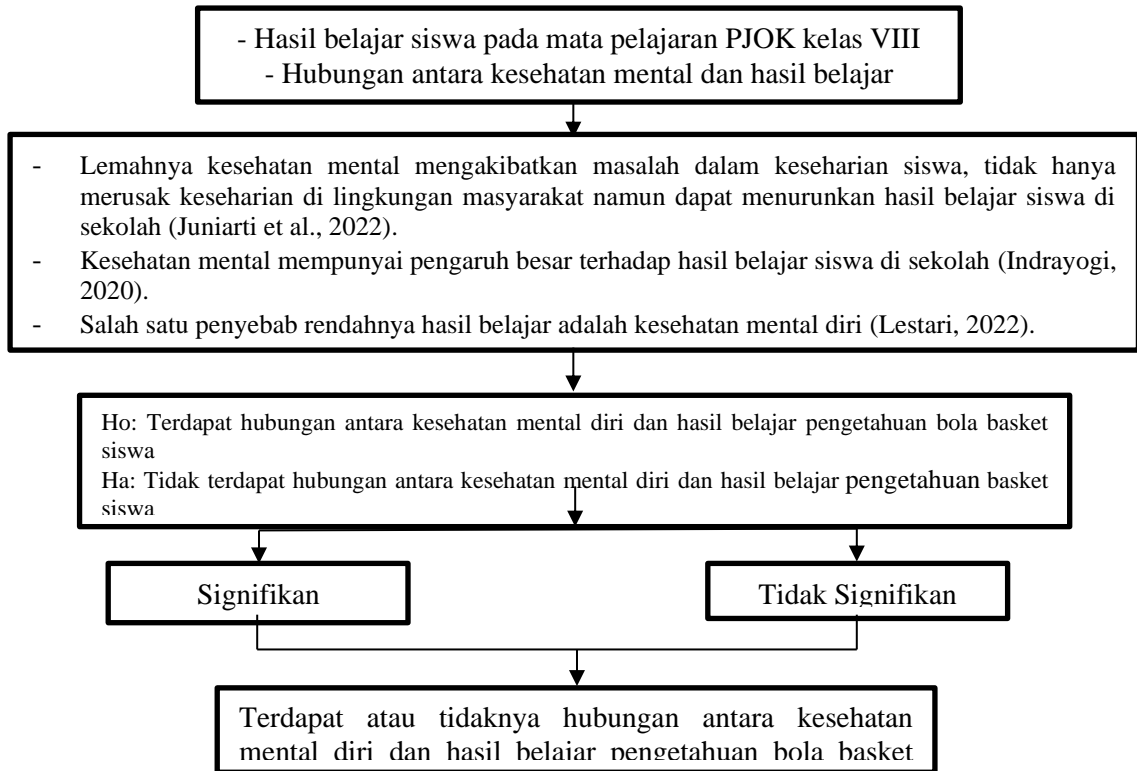 - Hasil belajar siswa pada mata pelajaran PJOK kelas VIII
- Hubungan antara kesehatan mental dan hasil belajar
- Lemahnya kesehatan mental mengakibatkan masalah dalam keseharian siswa, tidak hanya
merusak keseharian di lingkungan masyarakat namun dapat menurunkan hasil belajar siswa di
sekolah (Juniarti et al., 2022).
- Kesehatan mental mempunyai pengaruh besar terhadap hasil belajar siswa di sekolah (Indrayogi,
2020).
- Salah satu penyebab rendahnya hasil belajar adalah kesehatan mental diri (Lestari, 2022).
Ho: Terdapat hubungan antara kesehatan mental diri dan hasil belajar pengetahuan bola basket
siswa
Ha: Tidak terdapat hubungan antara kesehatan mental diri dan hasil belajar pengetahuan basket
siswa
Signifikan
Tidak Signifikan
Terdapat atau tidaknya hubungan antara kesehatan
mental diri dan hasil belajar pengetahuan bola basket